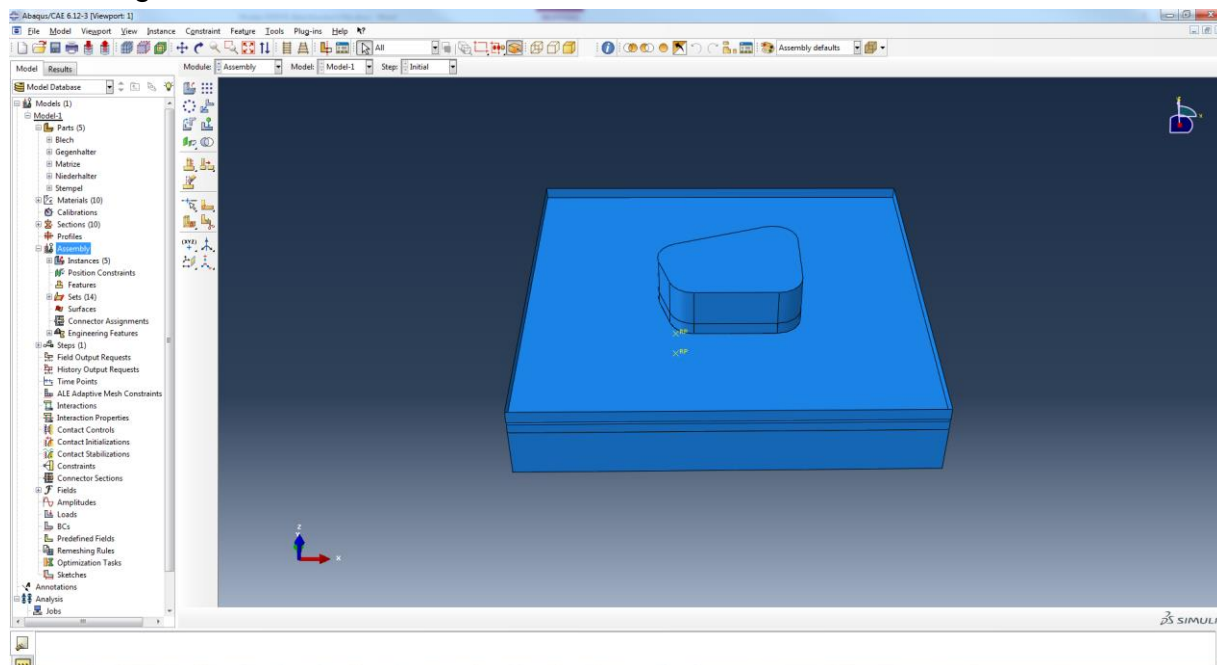 Abaqus/CAE 6.12-3 [Viewport: 1]
File Model Viewport View Instance Constraint Feature Tools Plug-ins Help
All
Assembly defaults
Model Results
Module: Assembly Model: Model-1 Step: Initial
Model Database
Models (1)
Model-1
Parts (5)
Blech
Gegenhalter
Matrize
Niederhalter
Stempel
Materials (10)
Calibrations
Sections (10)
Profiles
Assembly
Instances (5)
Position Constraints
Features
Sets (14)
Surfaces
Connector Assignments
Engineering Features
Steps (1)
Field Output Requests
History Output Requests
Time Points
ALE Adaptive Mesh Constraints
Interactions
Interaction Properties
Contact Controls
Contact Initializations
Contact Stabilizations
Constraints
Connector Sections
Fields
Amplitudes
Loads
BCs
Predefined Fields
Remeshing Rules
Optimization Tasks
Sketches
Annotations
Analysis
Jobs
(XYZ)
RP
RP
Z
X
SIMULI